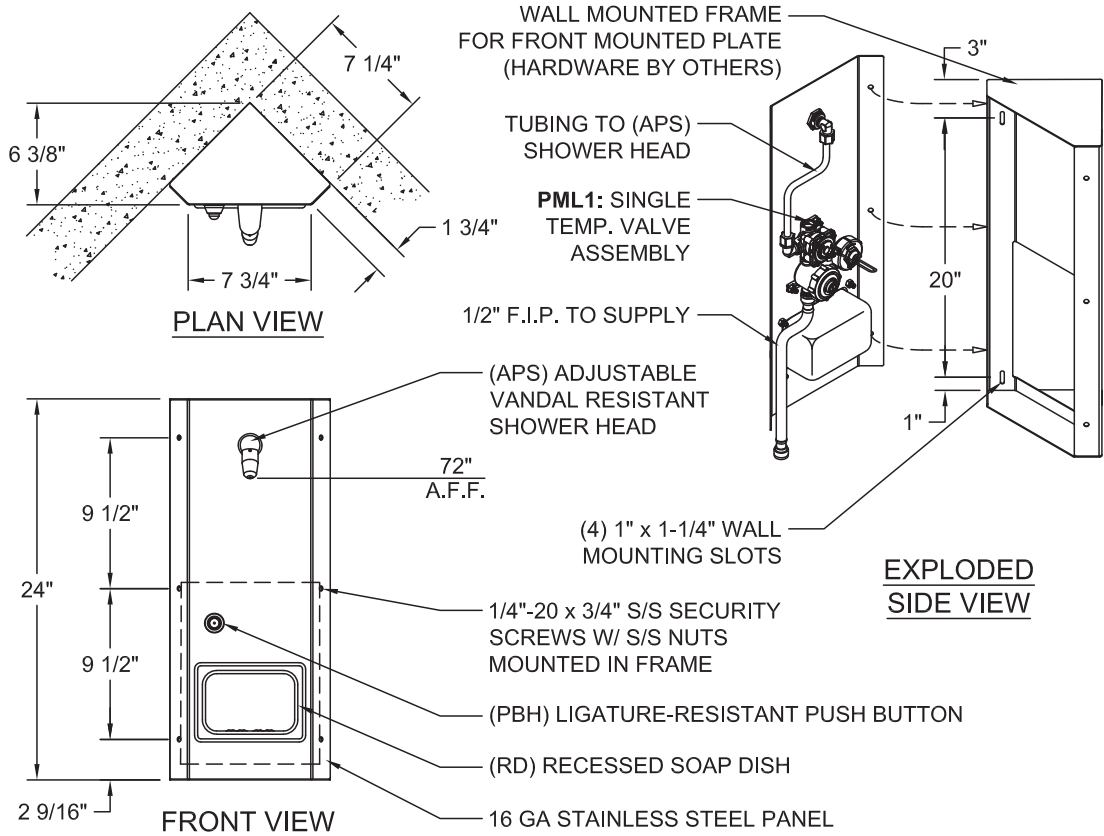 7 1/4"
6 3/8"
1 3/4"
7 3/4"
PLAN VIEW
WALL MOUNTED FRAME
FOR FRONT MOUNTED PLATE
(HARDWARE BY OTHERS)
TUBING TO (APS)
SHOWER HEAD
PML1: SINGLE
TEMP. VALVE
ASSEMBLY
1/2" F.I.P. TO SUPPLY
3"
20"
1"
(4) 1" x 1-1/4" WALL
MOUNTING SLOTS
EXPLODED
SIDE VIEW
(APS) ADJUSTABLE
VANDAL RESISTANT
SHOWER HEAD
72"
A.F.F.
9 1/2"
24"
9 1/2"
2 9/16"
1/4"-20 x 3/4" S/S SECURITY
SCREWS W/ S/S NUTS
MOUNTED IN FRAME
(PBH) LIGATURE-RESISTANT PUSH BUTTON
(RD) RECESSED SOAP DISH
16 GA STAINLESS STEEL PANEL
FRONT VIEW